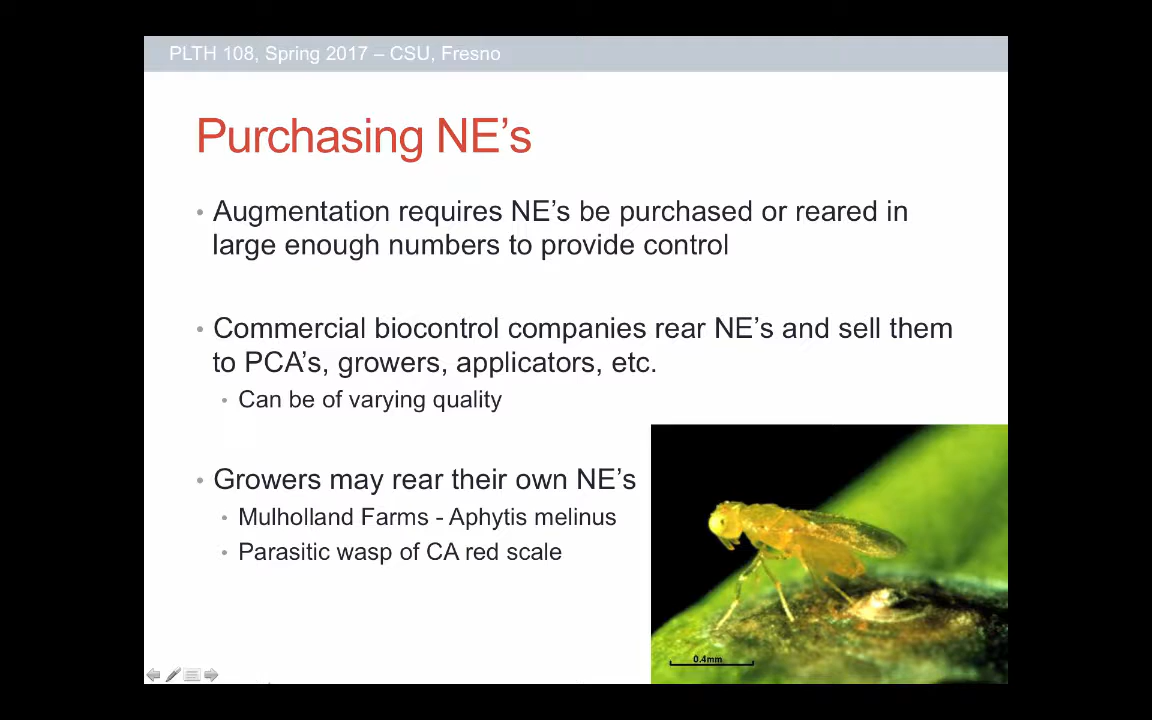 PLTH 108, Spring 2017 – CSU, Fresno
Purchasing NE’s
• Augmentation requires NE’s be purchased or reared in
large enough numbers to provide control
• Commercial biocontrol companies rear NE’s and sell them
to PCA’s, growers, applicators, etc.
• Can be of varying quality
• Growers may rear their own NE’s
• Mulholland Farms - Aphytis melinus
• Parasitic wasp of CA red scale
0.4mm